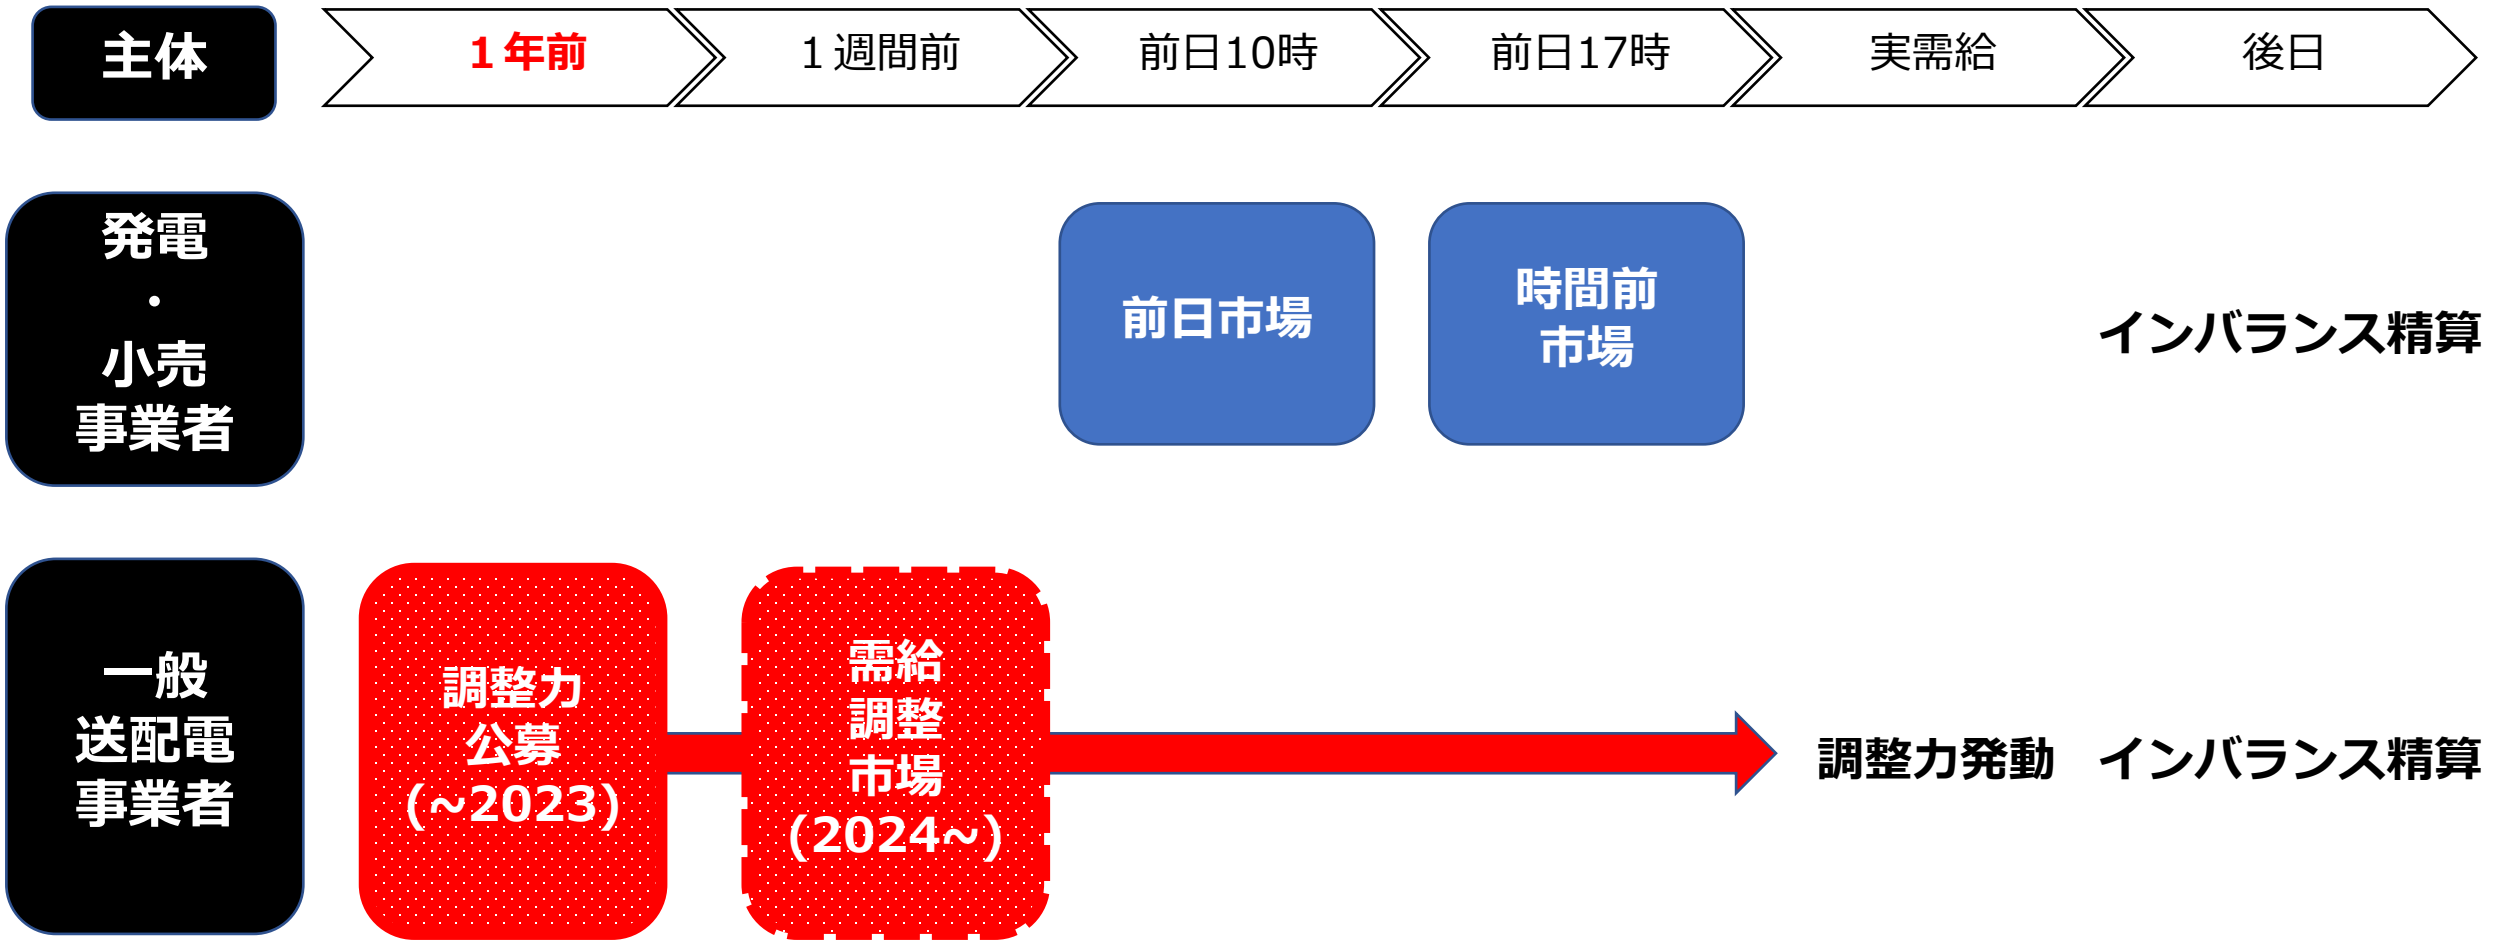 主体
1 年前
1 週間前
前日10時
前日17時
実需給
後日
発電
・
小売
事業者
前日市場
時間前
市場
インバランス精算
一般
送配電
事業者
調整力
公募
(~2023)
需給
調整
市場
(2024~)
調整力発動
インバランス精算